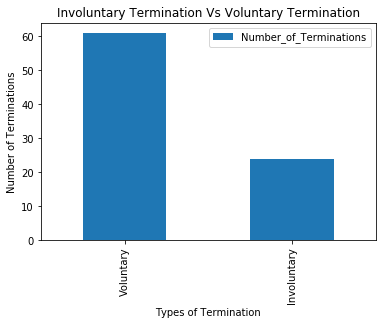 Involuntary Termination Vs Voluntary Termination
Number_of_Terminations
Number of Terminations
60
50
40
30
20
10
0
Voluntary
Involuntary
Types of Termination